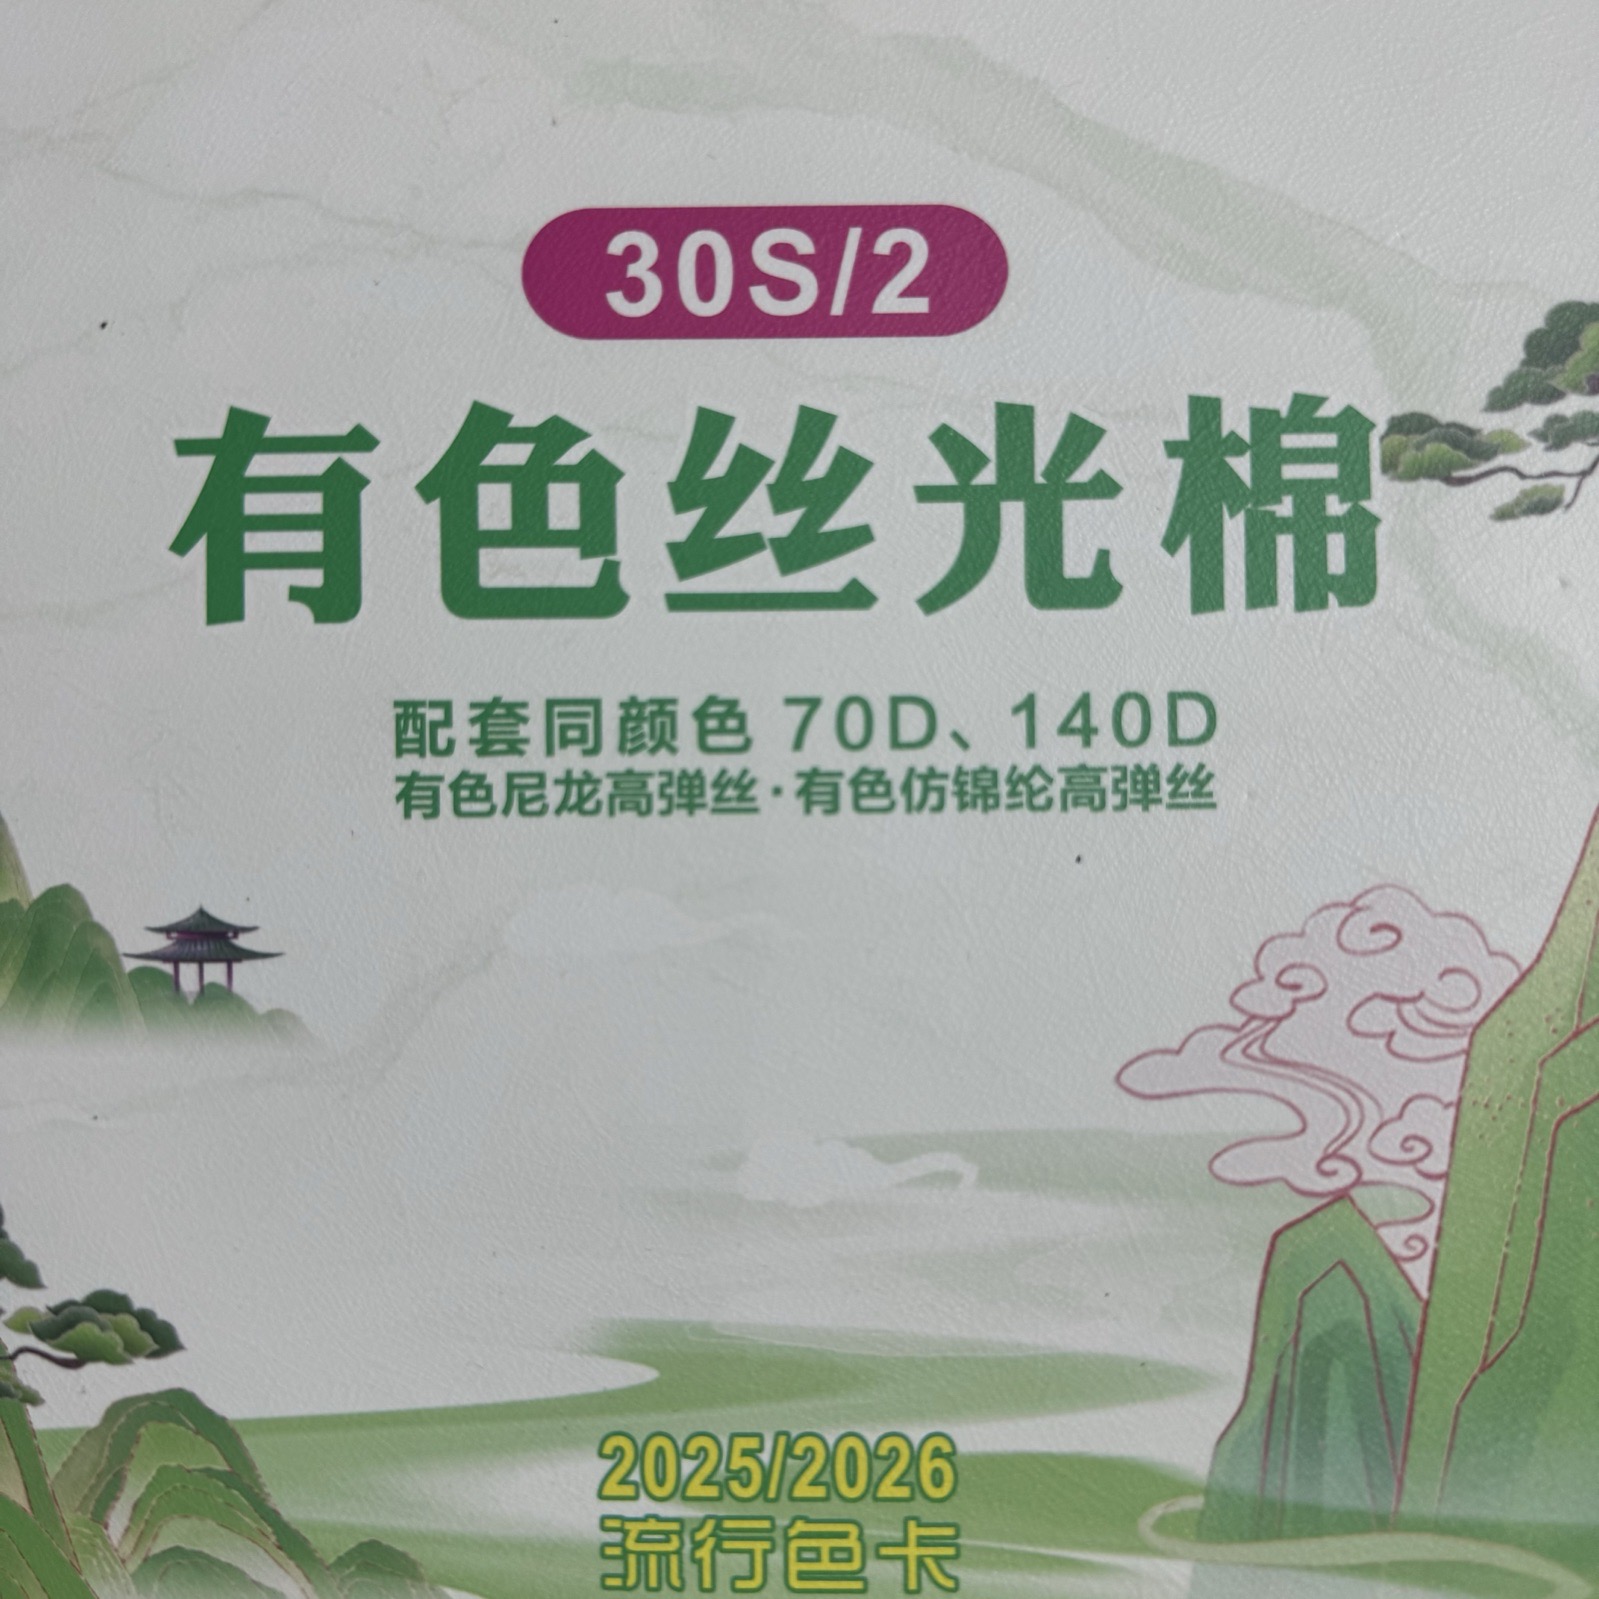 30S/2
有色丝光棉
配套同颜色 70D、140D
有色尼龙高弹丝·有色仿锦纶高弹丝
2025/2026
流行色卡